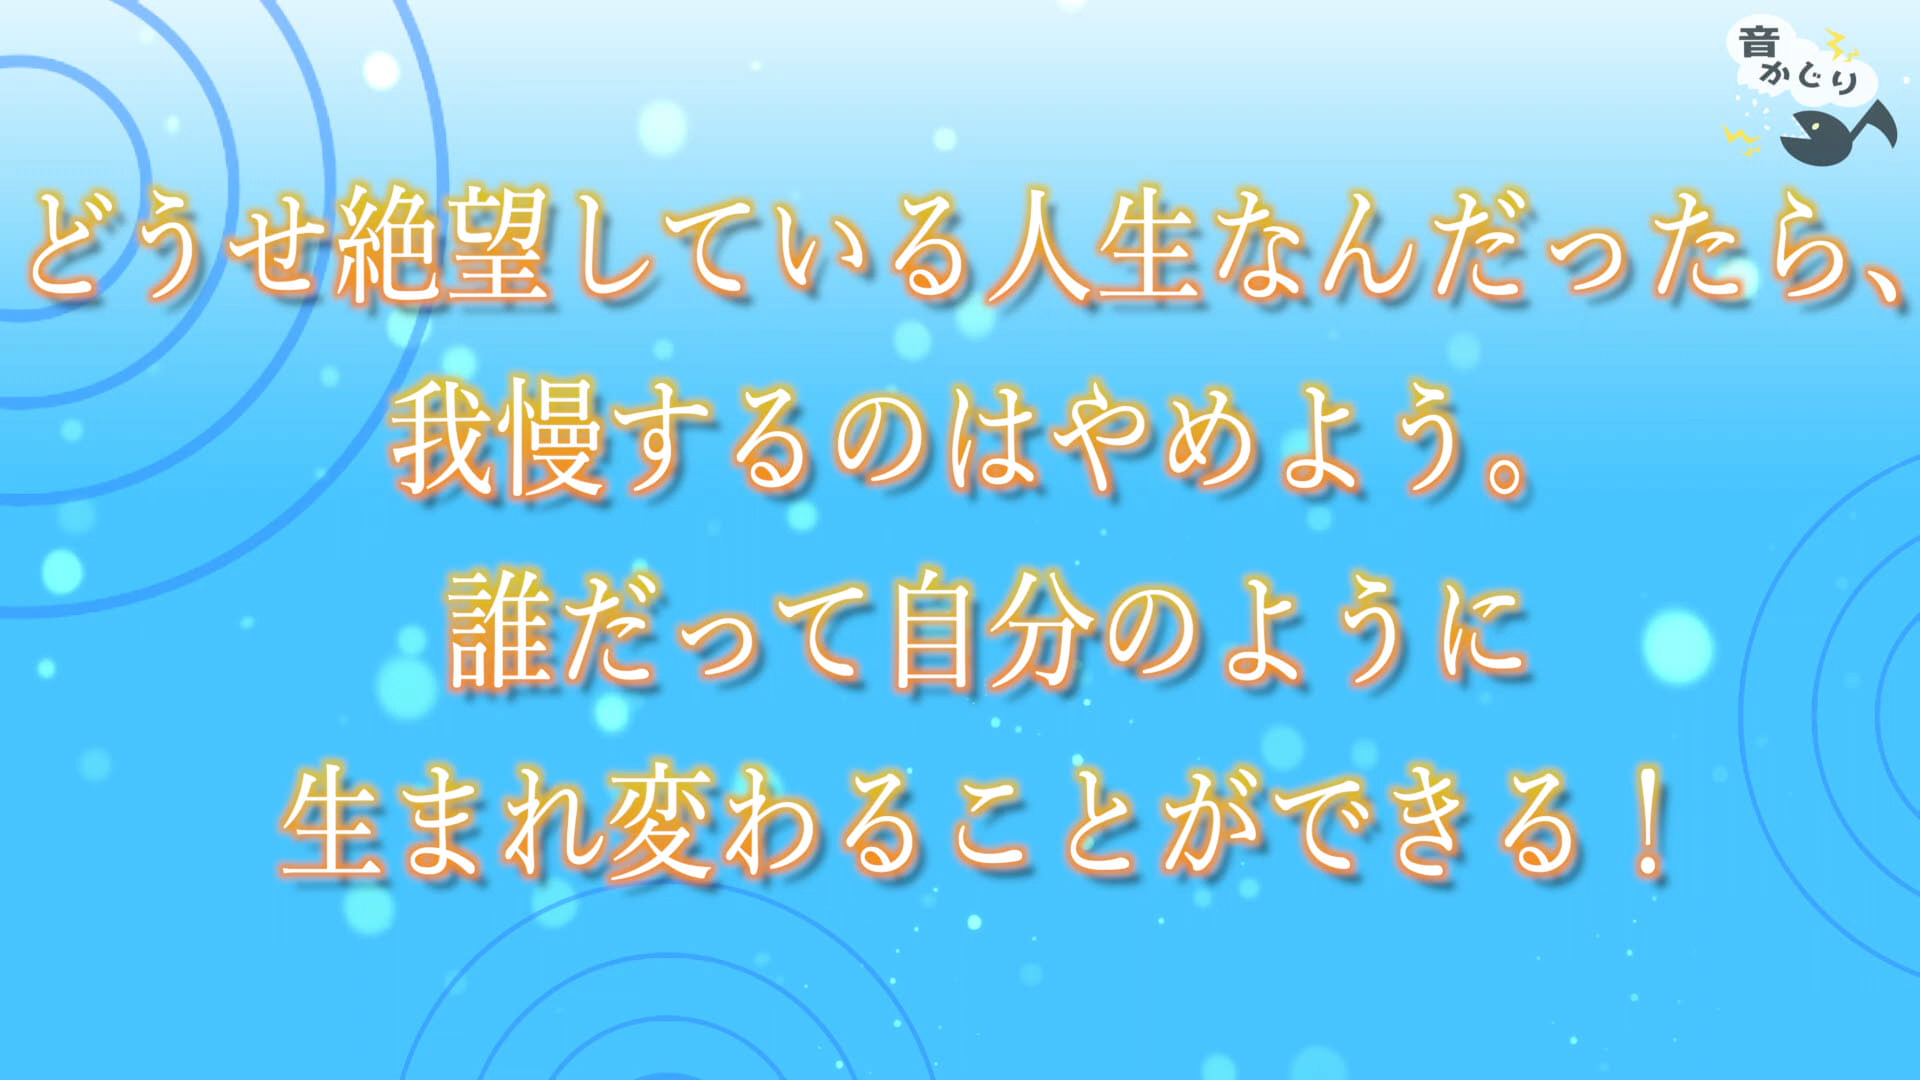 音
かじり
どうせ絶望している人生なんだったら、
我慢するのはやめよう。
誰だって自分のように
生まれ変わることができる！